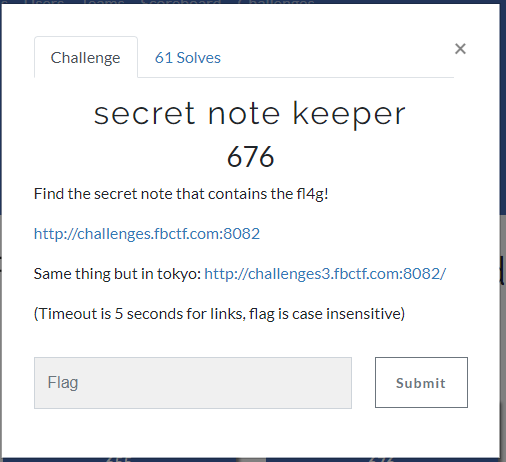 Users Teams Scoreboard Challenges
Challenge
61 Solves
×
secret note keeper
676
Find the secret note that contains the fl4g!
http://challenges.fbctf.com:8082
Same thing but in tokyo: http://challenges3.fbctf.com:8082/
(Timeout is 5 seconds for links, flag is case insensitive)
Flag
Submit
676